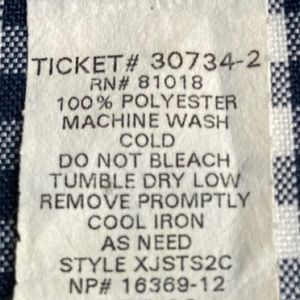 TICKET# 30734-2
RN# 81018
100% POLYESTER
MACHINE WASH
COLD
DO NOT BLEACH
TUMBLE DRY LOW
REMOVE PROMPTLY
COOL IRON
AS NEED
STYLE XJSTS2C
NP# 16369-12